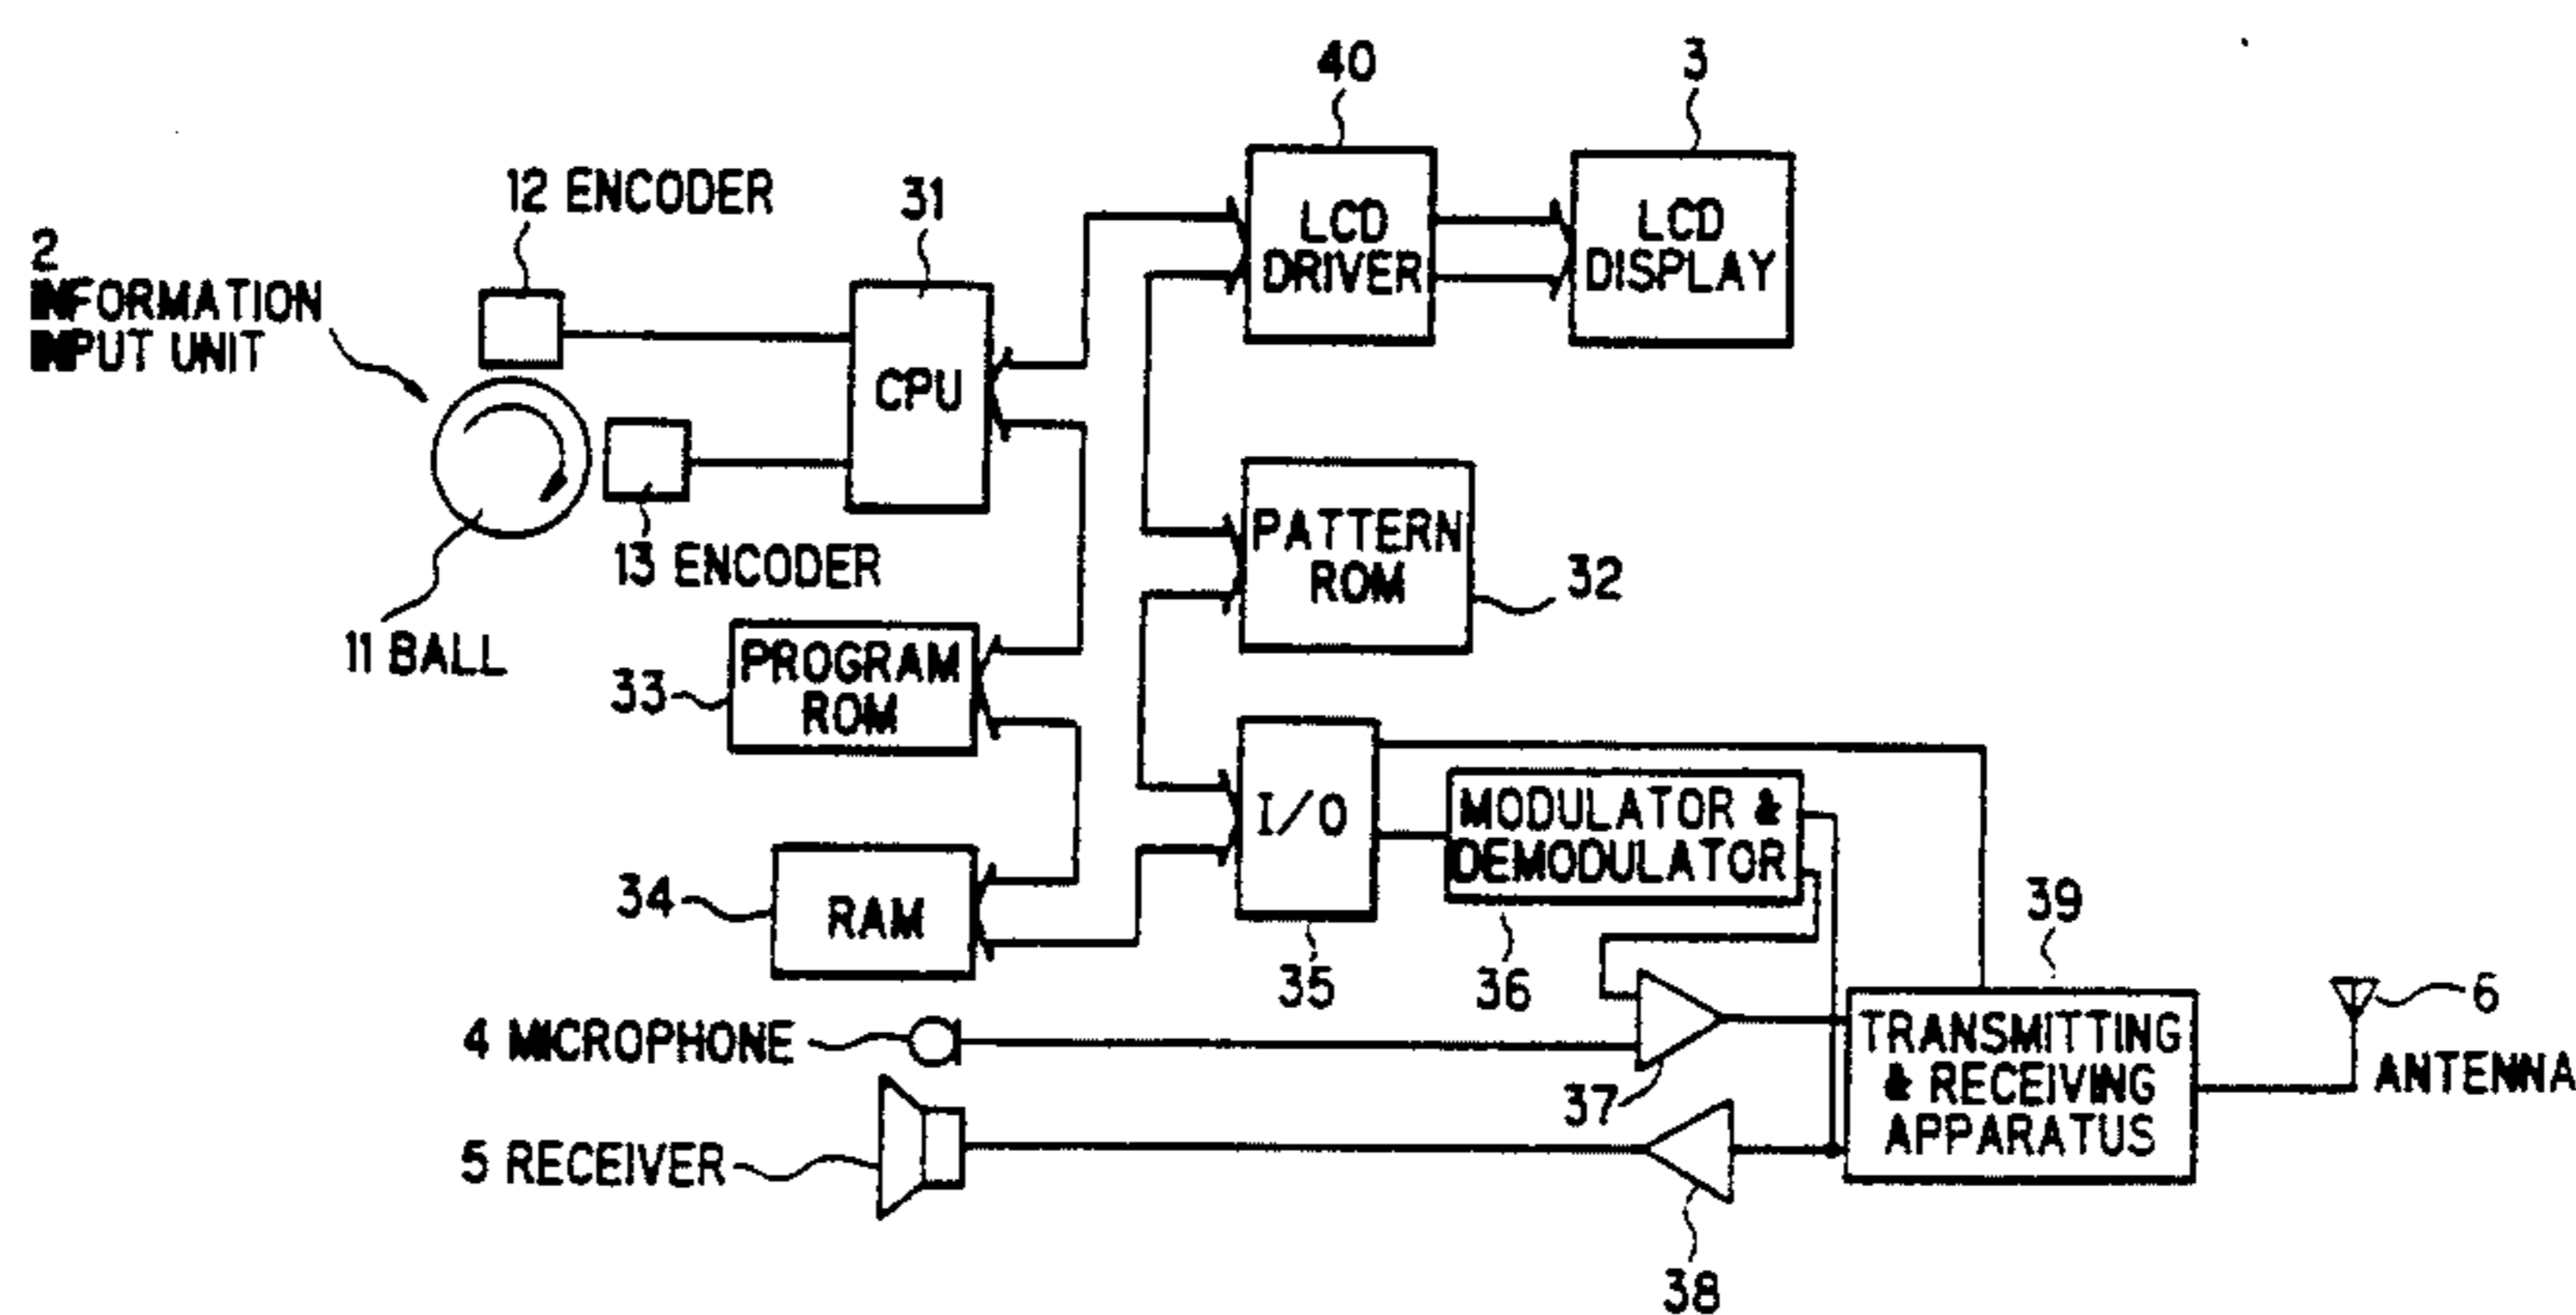 40
3
12 ENCODER
31
2
INFORMATION
INPUT UNIT
LCD
DRIVER
LCD
DISPLAY
CPU
13 ENCODER
11 BALL
PATTERN
ROM
32
33
PROGRAM
ROM
I/O
MODULATOR &
DEMODULATOR
34
RAM
35
36
39
4 MICROPHONE
37
TRANSMITTING
& RECEIVING
APPARATUS
6
ANTENNA
5 RECEIVER
38